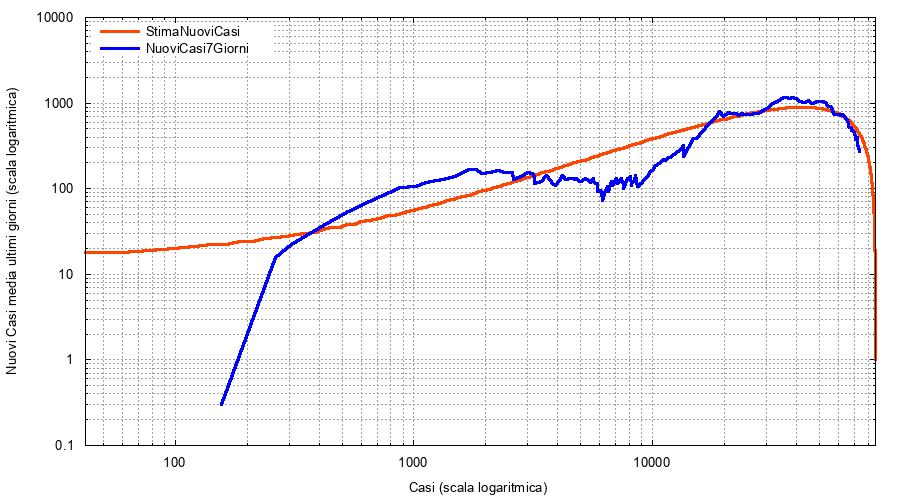 StimaNuoviCasi
NuoviCasi7Giorni
Nuovi Casi media ultimi giorni (scala logaritmica)
10000
1000
100
10
1
0.1
100 1000 10000
Casi (scala logaritmica)